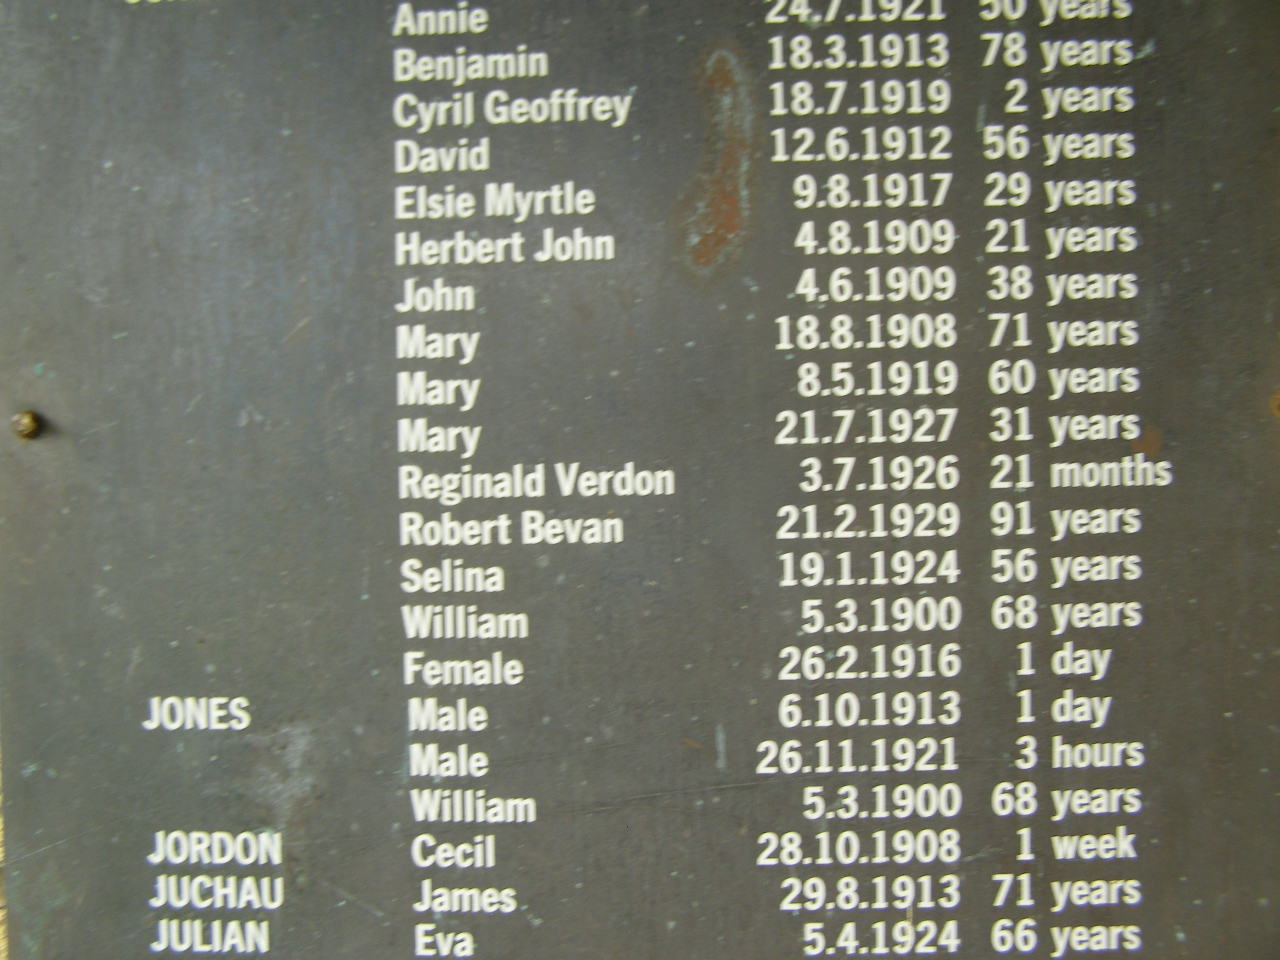 Annie 24.7.1921 50 years
Benjamin 18.3.1913 78 years
Cyril Geoffrey 18.7.1919 2 years
David 12.6.1912 56 years
Elsie Myrtle 9.8.1917 29 years
Herbert John 4.8.1909 21 years
John 4.6.1909 38 years
Mary 18.8.1908 71 years
Mary 8.5.1919 60 years
Mary 21.7.1927 31 years
Reginald Verdon 3.7.1926 21 months
Robert Bevan 21.2.1929 91 years
Selina 19.1.1924 56 years
William 5.3.1900 68 years
Female 26.2.1916 1 day
JONES Male 6.10.1913 1 day
Male 26.11.1921 3 hours
William 5.3.1900 68 years
JORDON Cecil 28.10.1908 1 week
JUCHAU James 29.8.1913 71 years
JULIAN Eva 5.4.1924 66 years